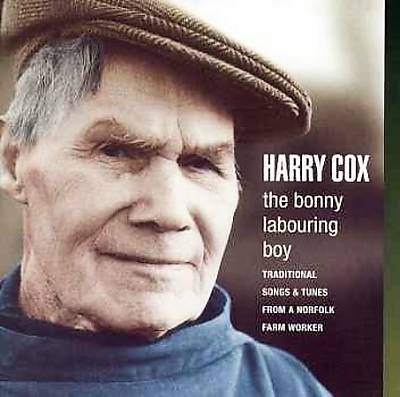 HARRY COX
the bonny
labouring
boy
TRADITIONAL
SONGS & TUNES
FROM A NORFOLK
FARM WORKER